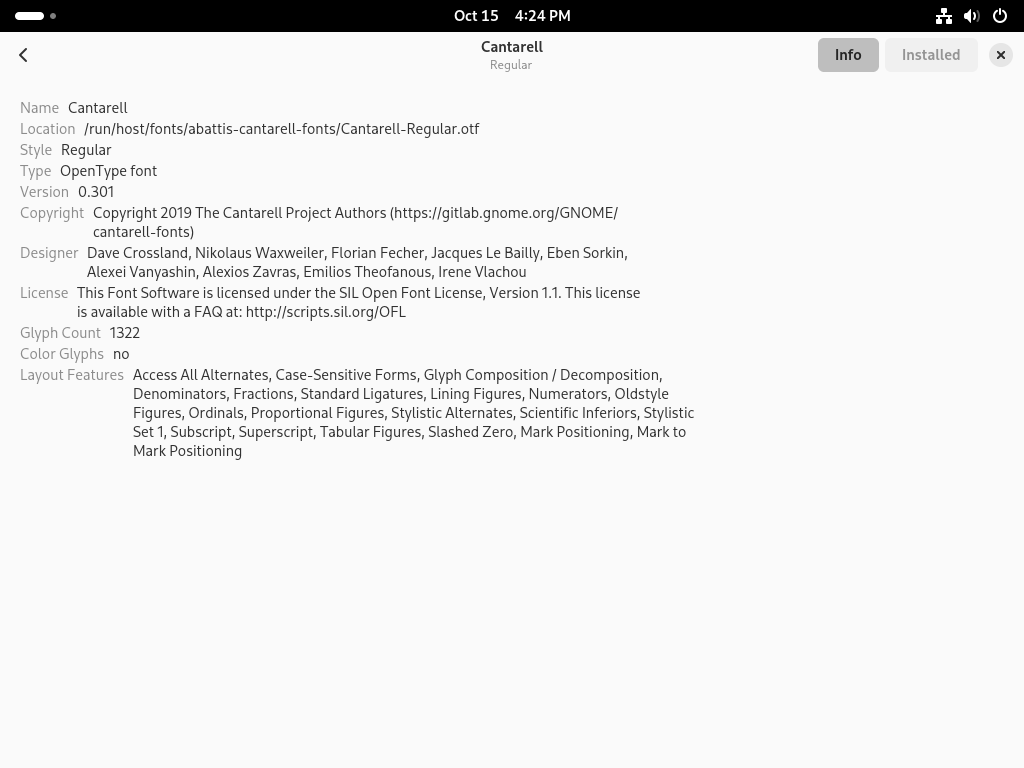 Oct 15 4:24 PM
Cantarell
Regular
Info
Installed
Name Cantarell
Location /run/host/fonts/abattis-cantarell-fonts/Cantarell-Regular.otf
Style Regular
Type OpenType font
Version 0.301
Copyright Copyright 2019 The Cantarell Project Authors (https://gitlab.gnome.org/GNOME/
cantarell-fonts)
Designer Dave Crossland, Nikolaus Waxweiler, Florian Fecher, Jacques Le Bailly, Eben Sorkin,
Alexei Vanyashin, Alexios Zavras, Emilios Theofanous, Irene Vlachou
License This Font Software is licensed under the SIL Open Font License, Version 1.1. This license
is available with a FAQ at: http://scripts.sil.org/OFL
Glyph Count 1322
Color Glyphs no
Layout Features Access All Alternates, Case-Sensitive Forms, Glyph Composition / Decomposition,
Denominators, Fractions, Standard Ligatures, Lining Figures, Numerators, Oldstyle
Figures, Ordinals, Proportional Figures, Stylistic Alternates, Scientific Inferiors, Stylistic
Set 1, Subscript, Superscript, Tabular Figures, Slashed Zero, Mark Positioning, Mark to
Mark Positioning